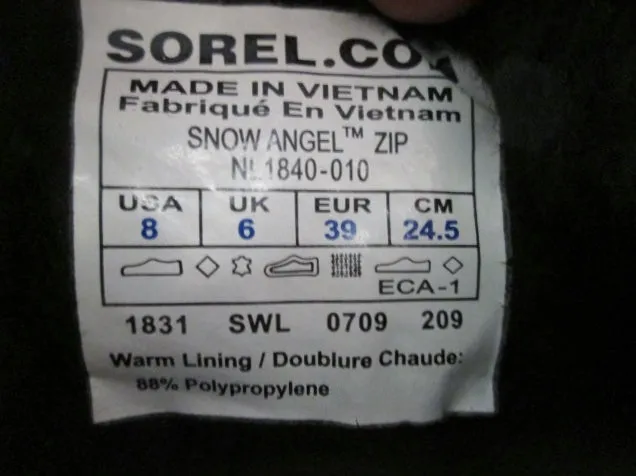 SOREL.CO
MADE IN VIETNAM
Fabriqué En Vietnam
SNOW ANGEL™ ZIP
NL1840-010
USA UK EUR CM
8 6 39 24.5
ECA-1
1831 SWL 0709 209
Warm Lining / Doublure Chaude:
88% Polypropylene